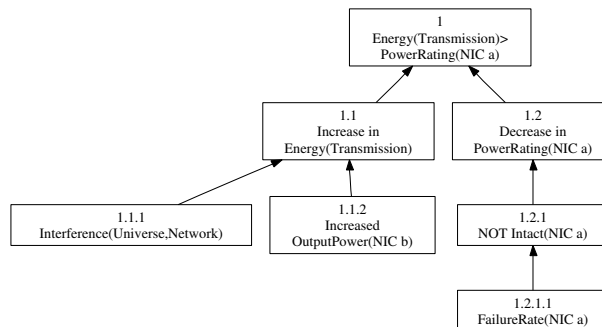 1
Energy(Transmission)>
PowerRating(NIC a)
1.1
Increase in
Energy(Transmission)
1.2
Decrease in
PowerRating(NIC a)
1.1.1
Interference(Universe,Network)
1.1.2
Increased
OutputPower(NIC b)
1.2.1
NOT Intact(NIC a)
1.2.1.1
FailureRate(NIC a)